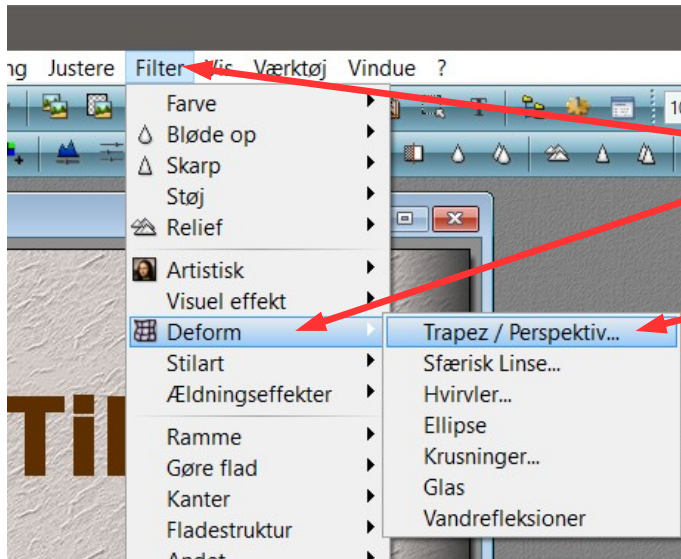 Justere Filter Vis Værktøj Vindue ?
T
Farve
Bløde op
Skarp
Støj
Relief
Artistisk
Visuel effekt
Deform
Stilart
Ældningseffekter
Ramme
Gøre flad
Kanter
Fladestruktur
Trapez / Perspektiv...
Sfærisk Linse...
Hvirvler...
Ellipse
Krusninger...
Glas
Vandrefleksioner
Til